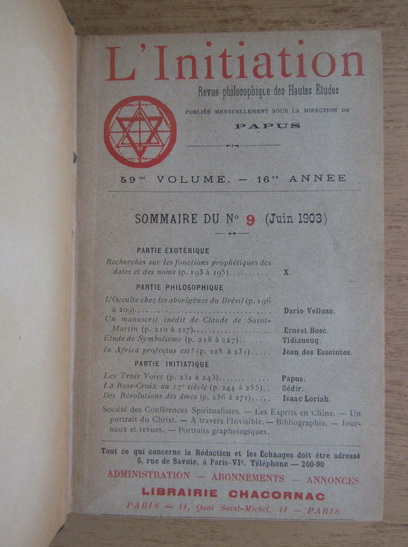 L'Initiation
Revue philosophique des Hautes Études
PUBLIÉE MENSUELLEMENT SOUS LA DIRECTION DE
PAPUS
59me VOLUME. — 16me ANNÉE
SOMMAIRE DU No 9 (Juin 1903)
PARTIE EXOTÉRIQUE
Recherches sur les fonctions prophétiques des
dates et des noms (p. 193 à 195)......... X.
PARTIE PHILOSOPHIQUE
L'Occulte chez les aborigènes du Brésil (p. 196
à 209)......... Dario Vellozo.
Un manuscrit inédit de Claude de Saint-
Martin (p. 210 à 217)......... Ernest Bosc.
Étude de Symbolisme (p. 218 à 227)... Tidianeuq.
In Africa profectus est! (p. 228 à 231)..... Jean des Esseintes.
PARTIE INITIATIQUE
Les Trois Voies (p. 232 à 243)....... Papus.
La Rose-Croix au 17e siècle (p. 244 à 255).. Sédir.
Des Révolutions des âmes (p. 256 à 271)... Isaac Loriah.
Société des Conférences Spiritualistes. — Les Esprits en Chine. — Un
portrait du Christ. — A travers l'Invisible. — Bibliographie. — Jour-
naux et revues. — Portraits graphologiques.
Tout ce qui concerne la Rédaction et les Échanges doit être adressé
5, rue de Savoie, à Paris-VIe. Téléphone — 260-90
ADMINISTRATION — ABONNEMENTS — ANNONCES
LIBRAIRIE CHACORNAC
PARIS — 11, Quai Saint-Michel, 11 — PARIS